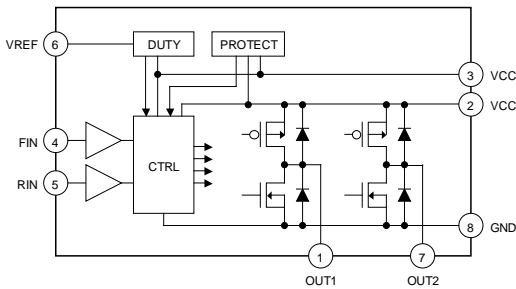 VREF 6 DUTY PROTECT
3 VCC
2 VCC
FIN 4
CTRL
RIN 5
8 GND
1 7
OUT1 OUT2